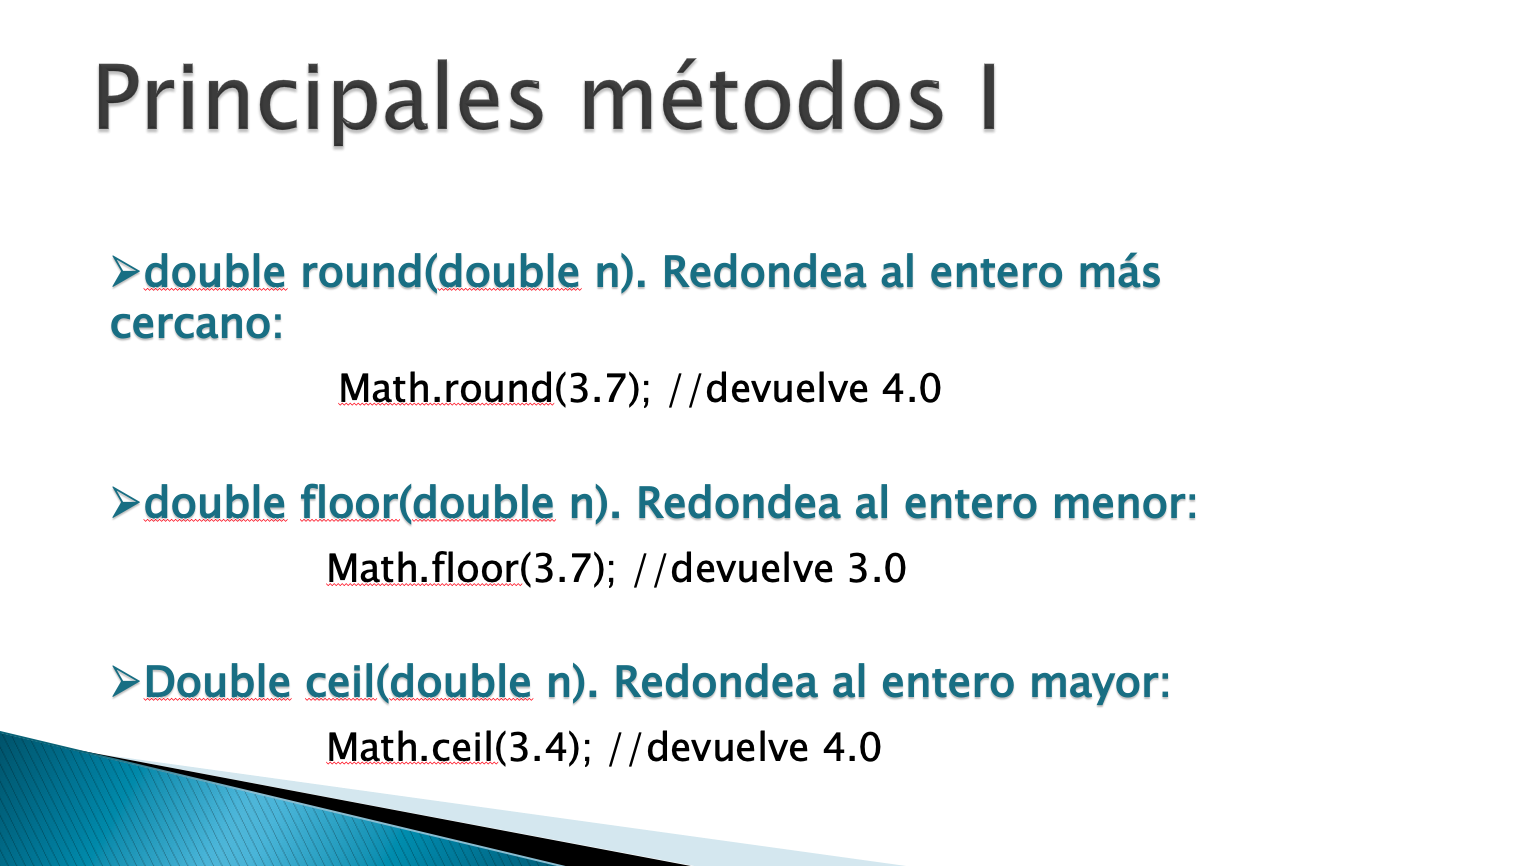 Principales métodos I
➢double round(double n). Redondea al entero más
cercano:
Math.round(3.7); //devuelve 4.0
➢double floor(double n). Redondea al entero menor:
Math.floor(3.7); //devuelve 3.0
➢Double ceil(double n). Redondea al entero mayor:
Math.ceil(3.4); //devuelve 4.0